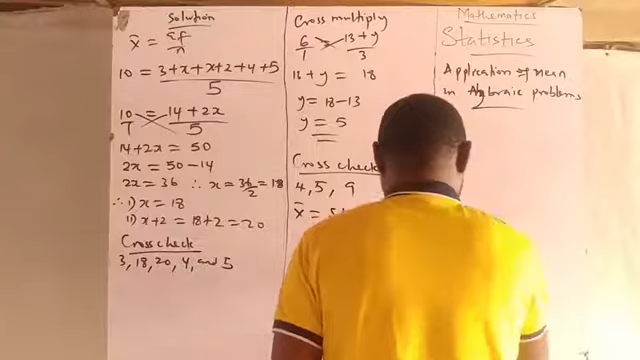 Solution
x̄ = Σf/n
10 = 3+x+x+2+4+5 / 5
10/1 = 14+2x / 5
14+2x = 50
2x = 50-14
2x = 36 ∴ x = 36/2 = 18
∴ i) x = 18
ii) x+2 = 18+2 = 20
Crosscheck
3, 18, 20, 4, and 5
Cross multiply
6/1 = 13+y / 3
13+y = 18
y = 18-13
y = 5
Cross check
4, 5, 9
x̄ =
Mathematics
Statistics
Application of mean
in Algbraic problems